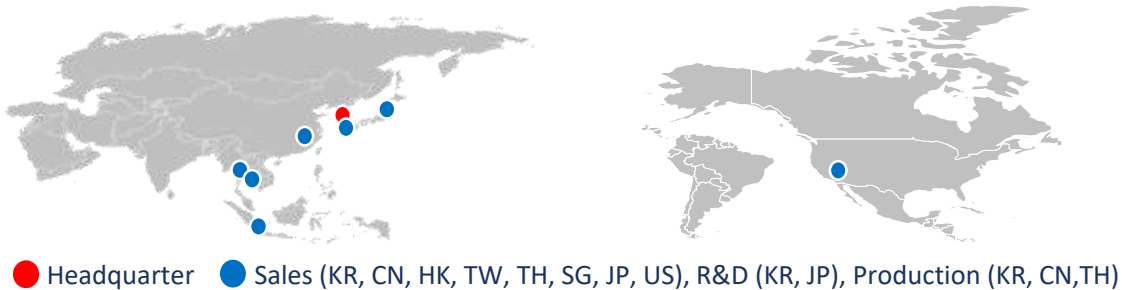 Headquarter Sales (KR, CN, HK, TW, TH, SG, JP, US), R&D (KR, JP), Production (KR, CN,TH)